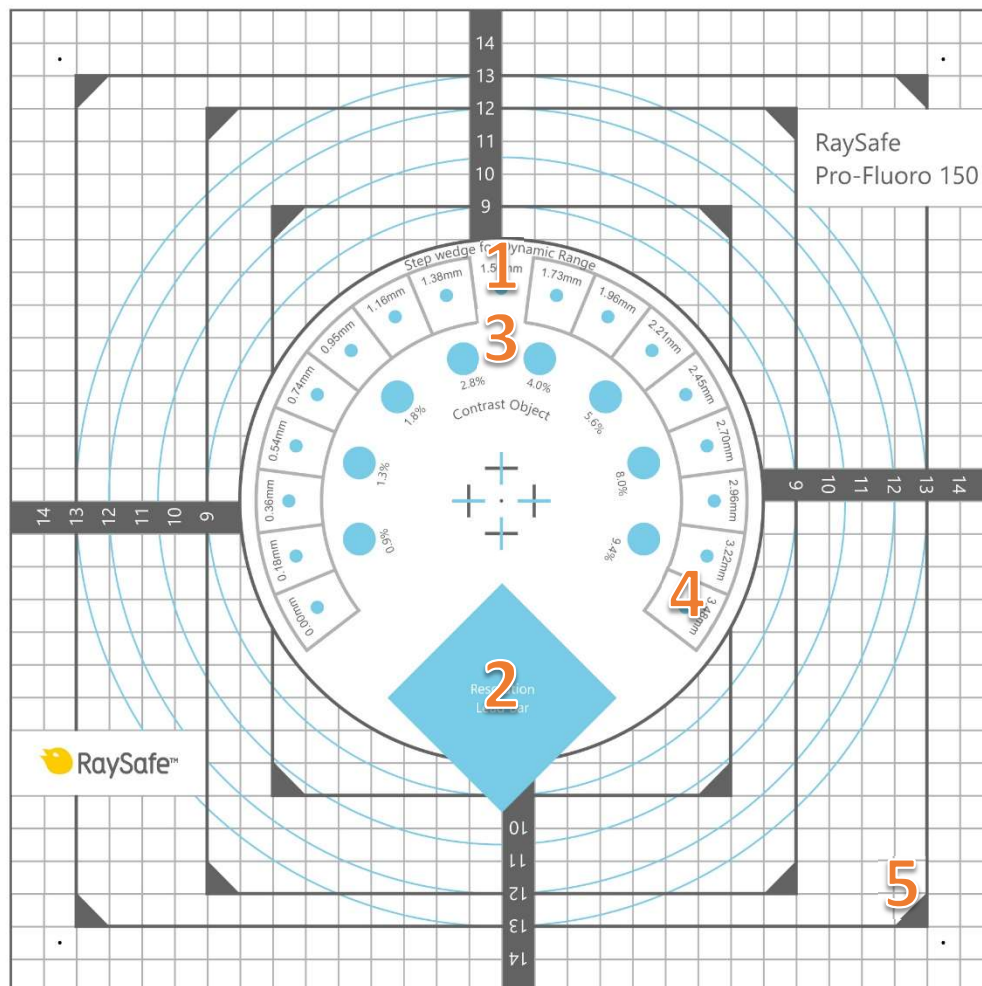 14
13
12
11
10
9
RaySafe
Pro-Fluoro 150
Step wedge for Dynamic Range
0.00mm
0.18mm
0.36mm
0.54mm
0.74mm
0.95mm
1.16mm
1.38mm
1
1.73mm
1.96mm
2.21mm
2.45mm
2.70mm
2.96mm
3.22mm
3.48mm
4
3
0.9%
1.3%
1.8%
2.8%
4.0%
5.6%
8.0%
9.4%
Contrast Object
14 13 12 11 10 9
9 10 11 12 13 14
2
RaySafe™
10
11
12
13
14
5